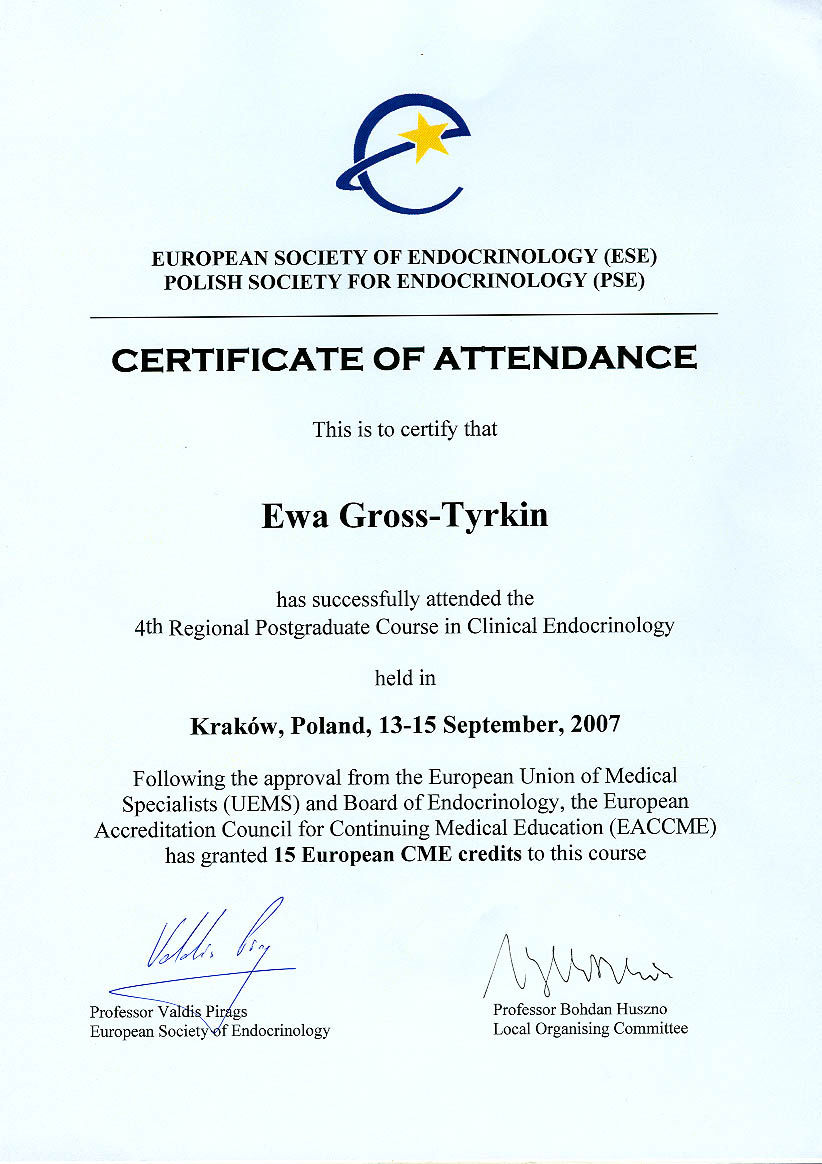 EUROPEAN SOCIETY OF ENDOCRINOLOGY (ESE)
POLISH SOCIETY FOR ENDOCRINOLOGY (PSE)
CERTIFICATE OF ATTENDANCE
This is to certify that
Ewa Gross-Tyrkin
has successfully attended the
4th Regional Postgraduate Course in Clinical Endocrinology
held in
Kraków, Poland, 13-15 September, 2007
Following the approval from the European Union of Medical
Specialists (UEMS) and Board of Endocrinology, the European
Accreditation Council for Continuing Medical Education (EACCME)
has granted 15 European CME credits to this course
Professor Valdis Pirags
European Society of Endocrinology
Professor Bohdan Huszno
Local Organising Committee